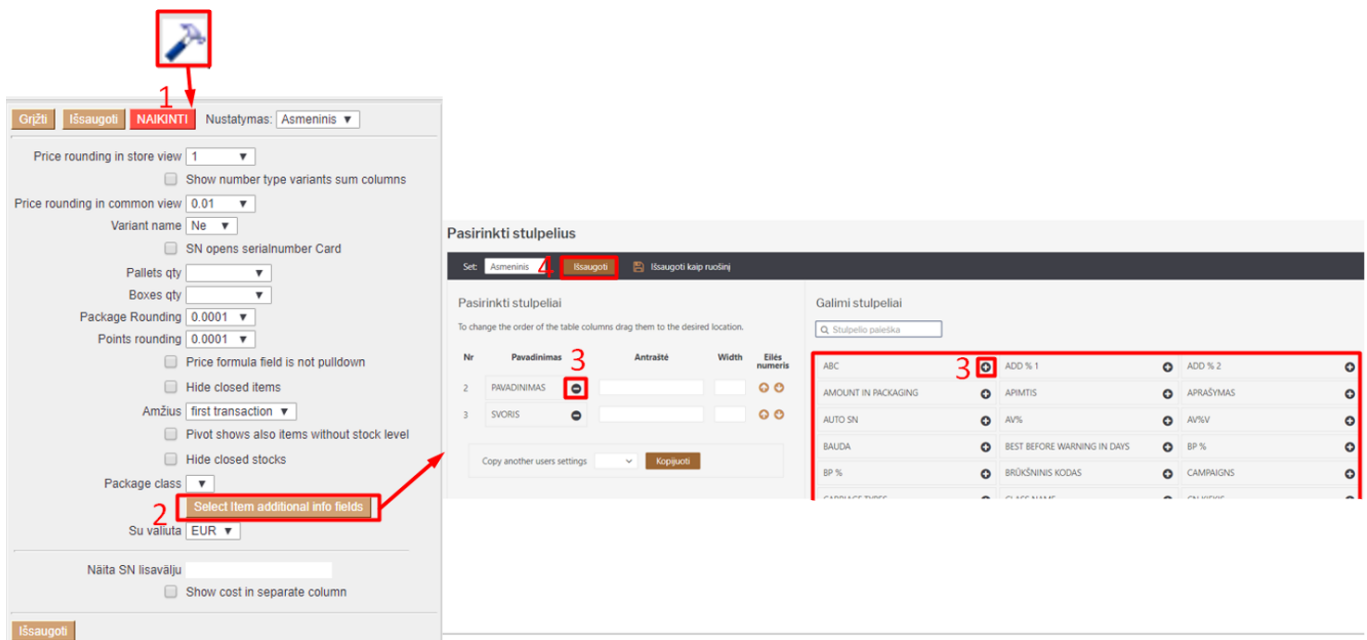 1
Grįžti Išsaugoti NAIKINTI Nustatymas: Asmeninis
Price rounding in store view 1
Show number type variants sum columns
Price rounding in common view 0.01
Variant name Ne
SN opens serialnumber Card
Pallets qty
Boxes qty
Package Rounding 0.0001
Points rounding 0.0001
Price formula field is not pulldown
Hide closed items
Amžius first transaction
Pivot shows also items without stock level
Hide closed stocks
Package class
2 Select Item additional info fields
Su valiuta EUR
Näita SN lisavälju
Show cost in separate column
Išsaugoti
Pasirinkti stulpelius
Set: Asmeninis 4 Išsaugoti Išsaugoti kaip ruošinį
Pasirinkti stulpeliai
To change the order of the table columns drag them to the desired location.
Nr Pavadinimas 3 Antraštė Width Eilės numeris
2 PAVADINIMAS
3 SVORIS
Copy another users settings Kopijuoti
Galimi stulpeliai
Stulpelio paieška
ABC 3 ADD % 1 ADD % 2
AMOUNT IN PACKAGING APIMTIS APRAŠYMAS
AUTO SN AV% AV%V
BAUDA BEST BEFORE WARNING IN DAYS BP %
BP % BRŪKŠNINIS KODAS CAMPAIGNS
CARRIAGE TYPES CLASS NAME